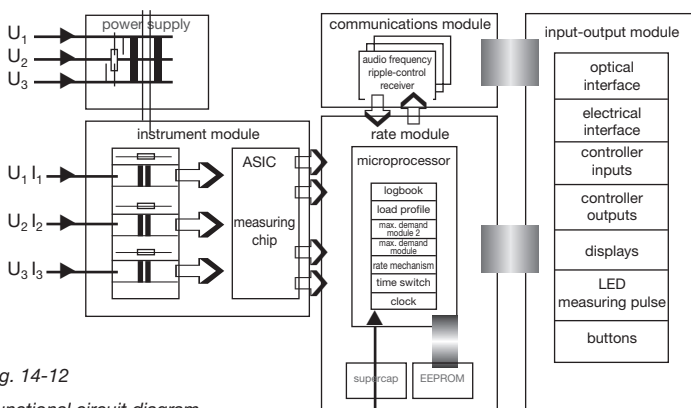 power supply
U1
U2
U3
communications module
audio frequency
ripple-control
receiver
input-output module
optical
interface
electrical
interface
controller
inputs
controller
outputs
displays
LED
measuring pulse
buttons
instrument module
U1 I1
U2 I2
U3 I3
ASIC
measuring
chip
rate module
microprocessor
logbook
load profile
max. demand
module 2
max. demand
module
rate mechanism
time switch
clock
supercap
EEPROM
g. 14-12
unctional circuit diagram